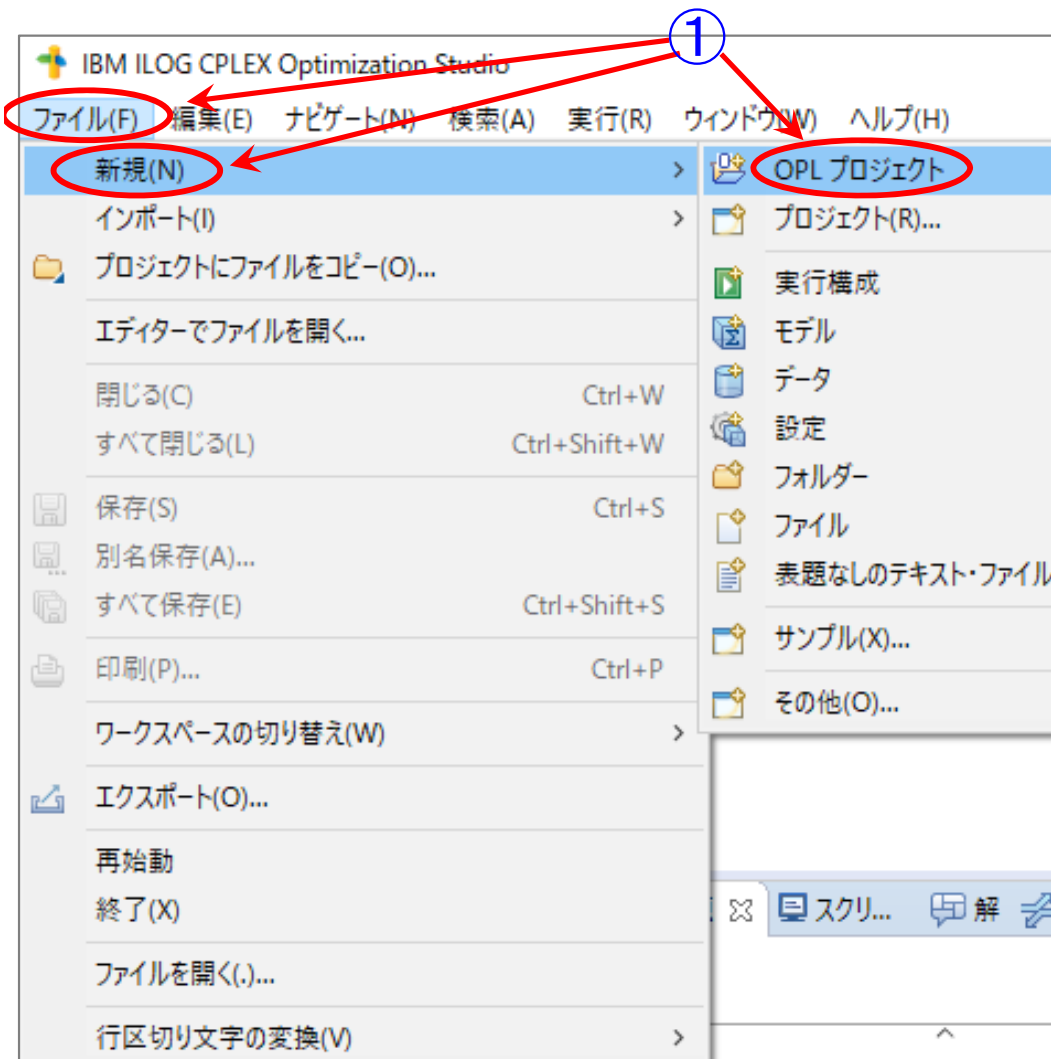 ①
IBM ILOG CPLEX Optimization Studio
ファイル(F) 編集(E) ナビゲート(N) 検索(A) 実行(R) ウィンドウ(W) ヘルプ(H)
新規(N)
インポート(I)
プロジェクトにファイルをコピー(O)...
エディターでファイルを開く...
閉じる(C) Ctrl+W
すべて閉じる(L) Ctrl+Shift+W
保存(S) Ctrl+S
別名保存(A)...
すべて保存(E) Ctrl+Shift+S
印刷(P)... Ctrl+P
ワークスペースの切り替え(W)
エクスポート(O)...
再始動
終了(X)
ファイルを開く(.)...
行区切り文字の変換(V)
OPL プロジェクト
プロジェクト(R)...
実行構成
モデル
データ
設定
フォルダー
ファイル
表題なしのテキスト・ファイル
サンプル(X)...
その他(O)...
スクリ... 解